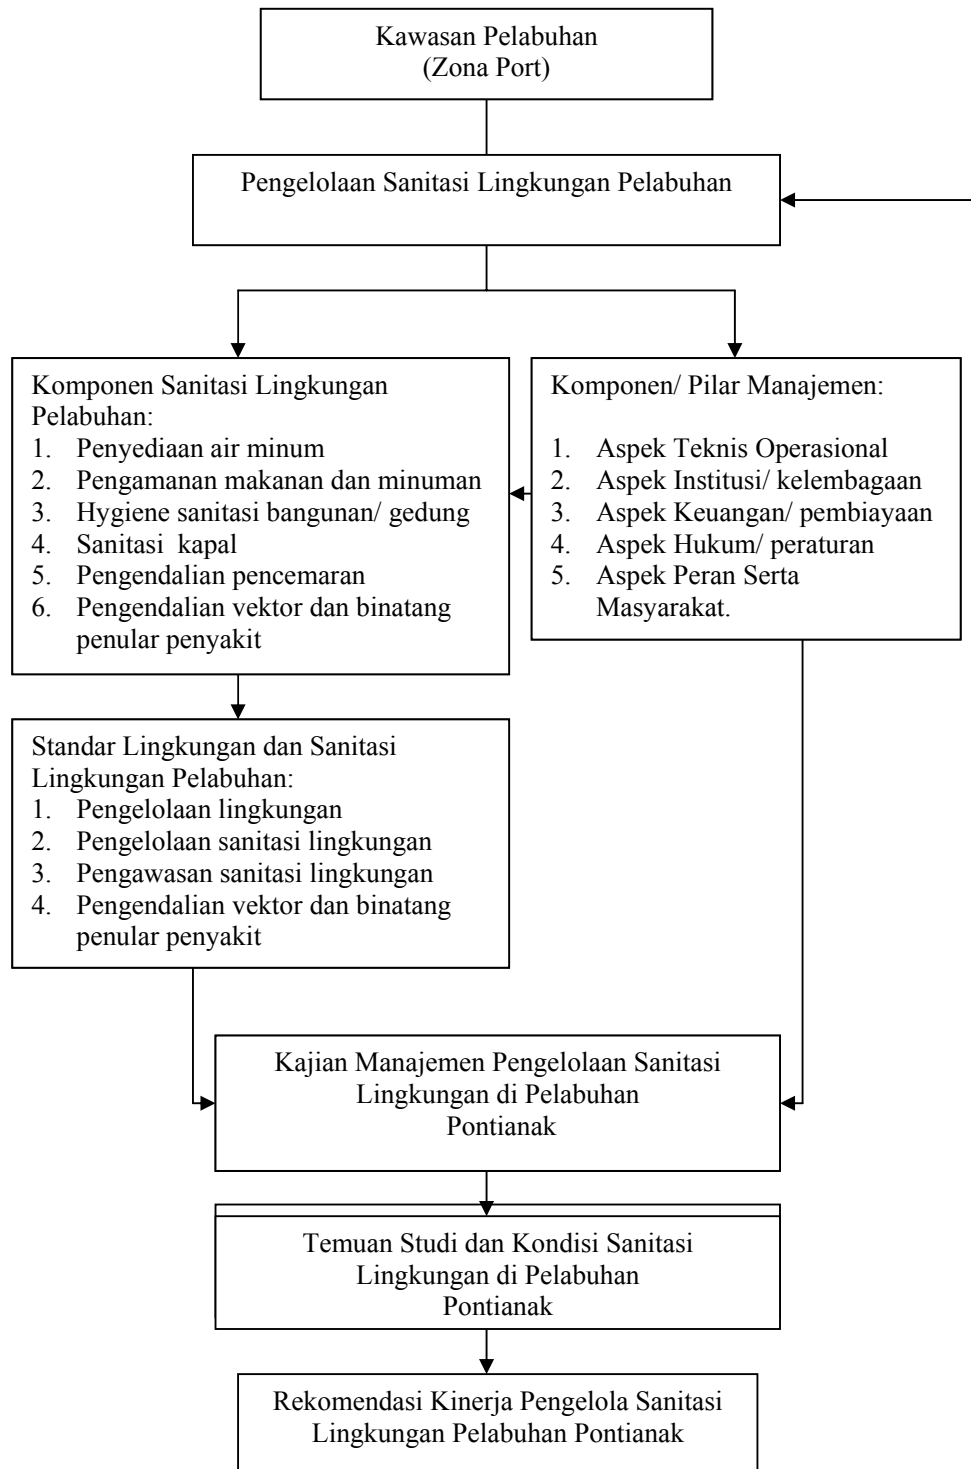 Kawasan Pelabuhan
(Zona Port)
Pengelolaan Sanitasi Lingkungan Pelabuhan
Komponen Sanitasi Lingkungan
Pelabuhan:
1. Penyediaan air minum
2. Pengamanan makanan dan minuman
3. Hygiene sanitasi bangunan/ gedung
4. Sanitasi kapal
5. Pengendalian pencemaran
6. Pengendalian vektor dan binatang
penular penyakit
Komponen/ Pilar Manajemen:
1. Aspek Teknis Operasional
2. Aspek Institusi/ kelembagaan
3. Aspek Keuangan/ pembiayaan
4. Aspek Hukum/ peraturan
5. Aspek Peran Serta
Masyarakat.
Standar Lingkungan dan Sanitasi
Lingkungan Pelabuhan:
1. Pengelolaan lingkungan
2. Pengelolaan sanitasi lingkungan
3. Pengawasan sanitasi lingkungan
4. Pengendalian vektor dan binatang
penular penyakit
Kajian Manajemen Pengelolaan Sanitasi
Lingkungan di Pelabuhan
Pontianak
Temuan Studi dan Kondisi Sanitasi
Lingkungan di Pelabuhan
Pontianak
Rekomendasi Kinerja Pengelola Sanitasi
Lingkungan Pelabuhan Pontianak